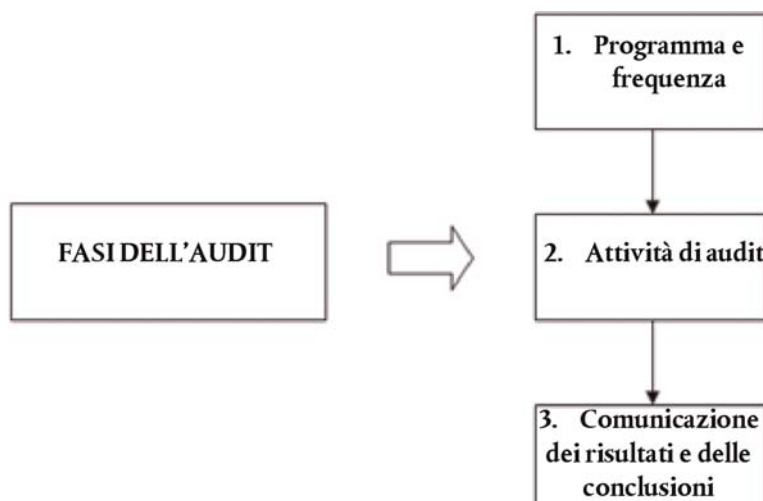 1. Programma e
frequenza
FASI DELL'AUDIT
2. Attività di audit
3. Comunicazione
dei risultati e delle
conclusioni